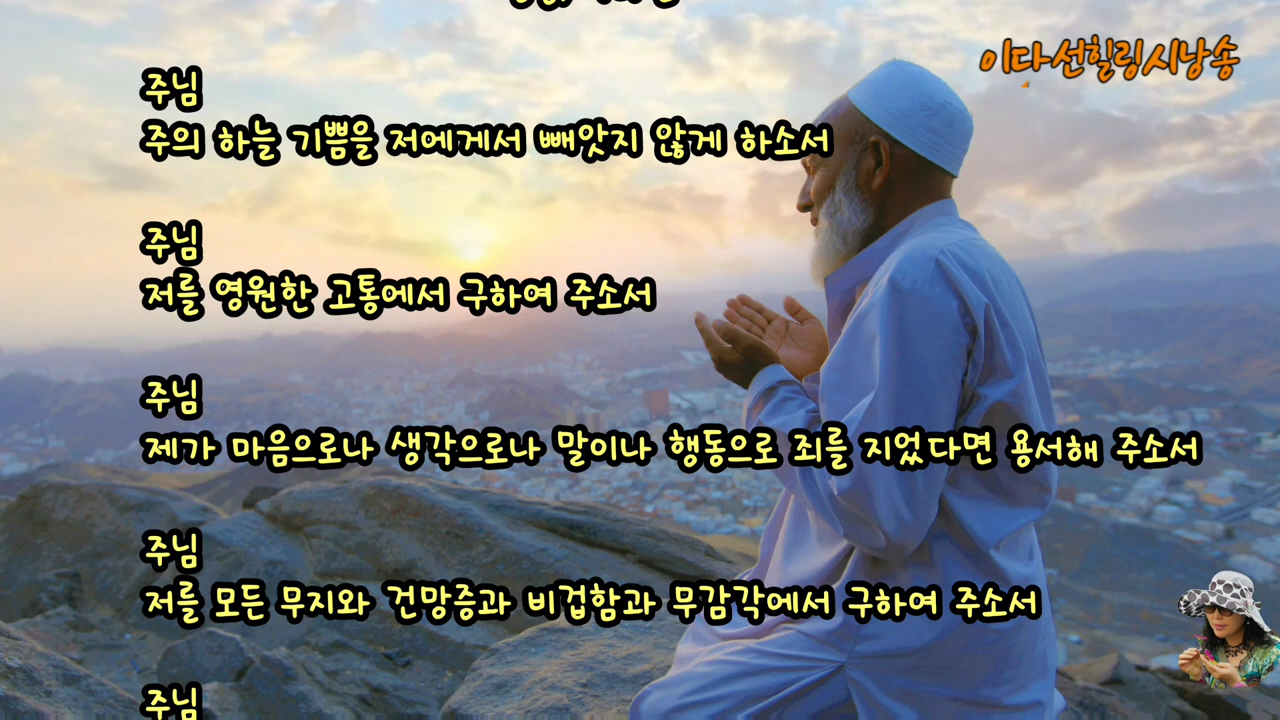 이다선힐링시낭송
주님
주의 하늘 기쁨을 저에게서 빼앗지 않게 하소서
주님
저를 영원한 고통에서 구하여 주소서
주님
제가 마음으로나 생각으로나 말이나 행동으로 죄를 지었다면 용서해 주소서
주님
저를 모든 무지와 건망증과 비겁함과 무감각에서 구하여 주소서
주님